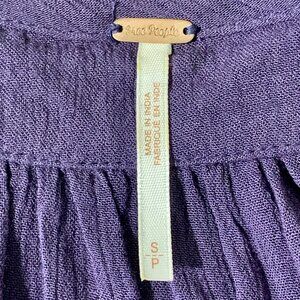 Free People
MADE IN INDIA
FABRIQUÉ EN INDE
S
P